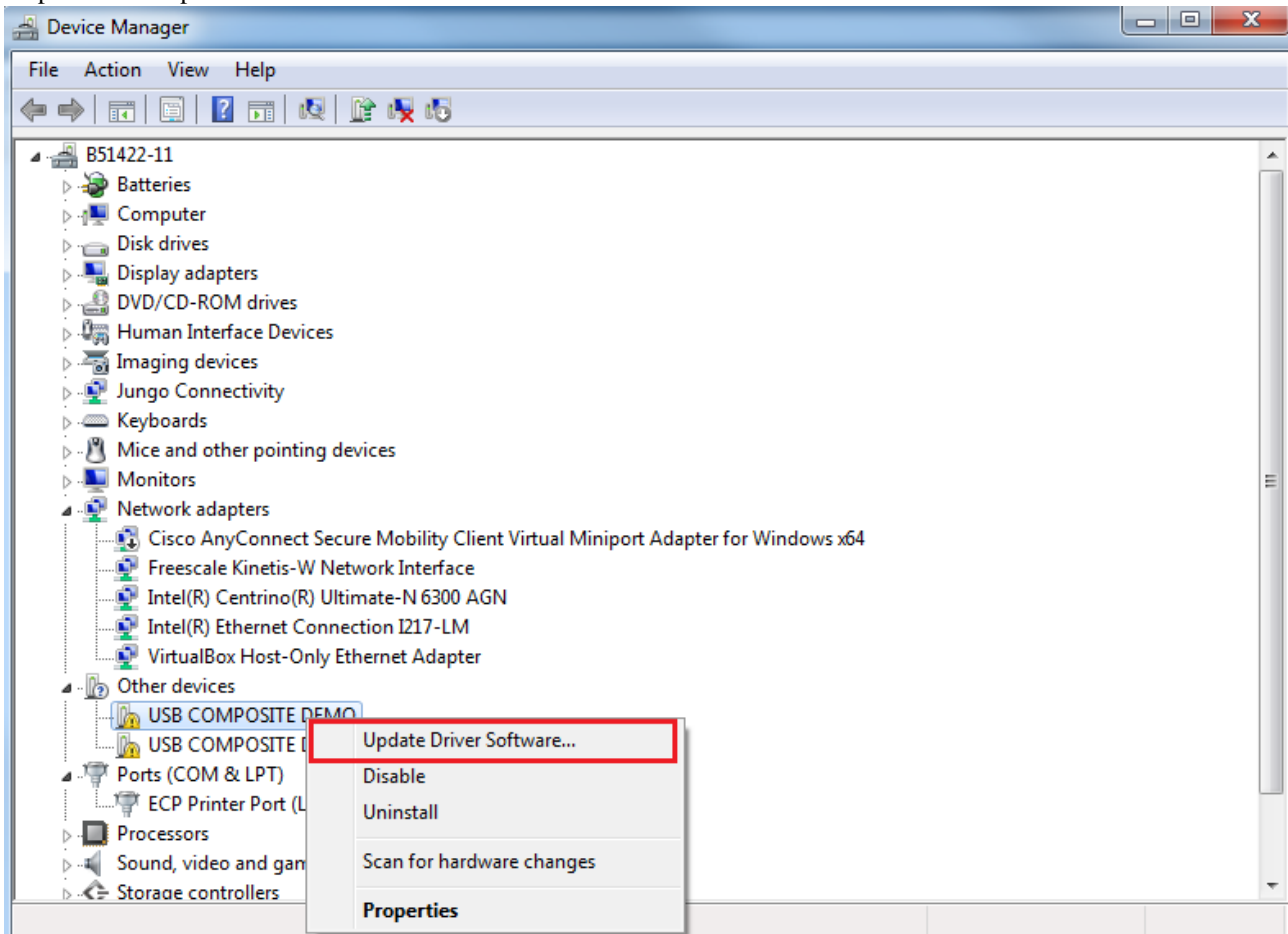 Device Manager
File Action View Help
B51422-11
Batteries
Computer
Disk drives
Display adapters
DVD/CD-ROM drives
Human Interface Devices
Imaging devices
Jungo Connectivity
Keyboards
Mice and other pointing devices
Monitors
Network adapters
Cisco AnyConnect Secure Mobility Client Virtual Miniport Adapter for Windows x64
Freescale Kinetis-W Network Interface
Intel(R) Centrino(R) Ultimate-N 6300 AGN
Intel(R) Ethernet Connection I217-LM
VirtualBox Host-Only Ethernet Adapter
Other devices
USB COMPOSITE DEMO
USB COMPOSITE
Ports (COM & LPT)
ECP Printer Port (L
Processors
Sound, video and gam
Storage controllers
Update Driver Software...
Disable
Uninstall
Scan for hardware changes
Properties